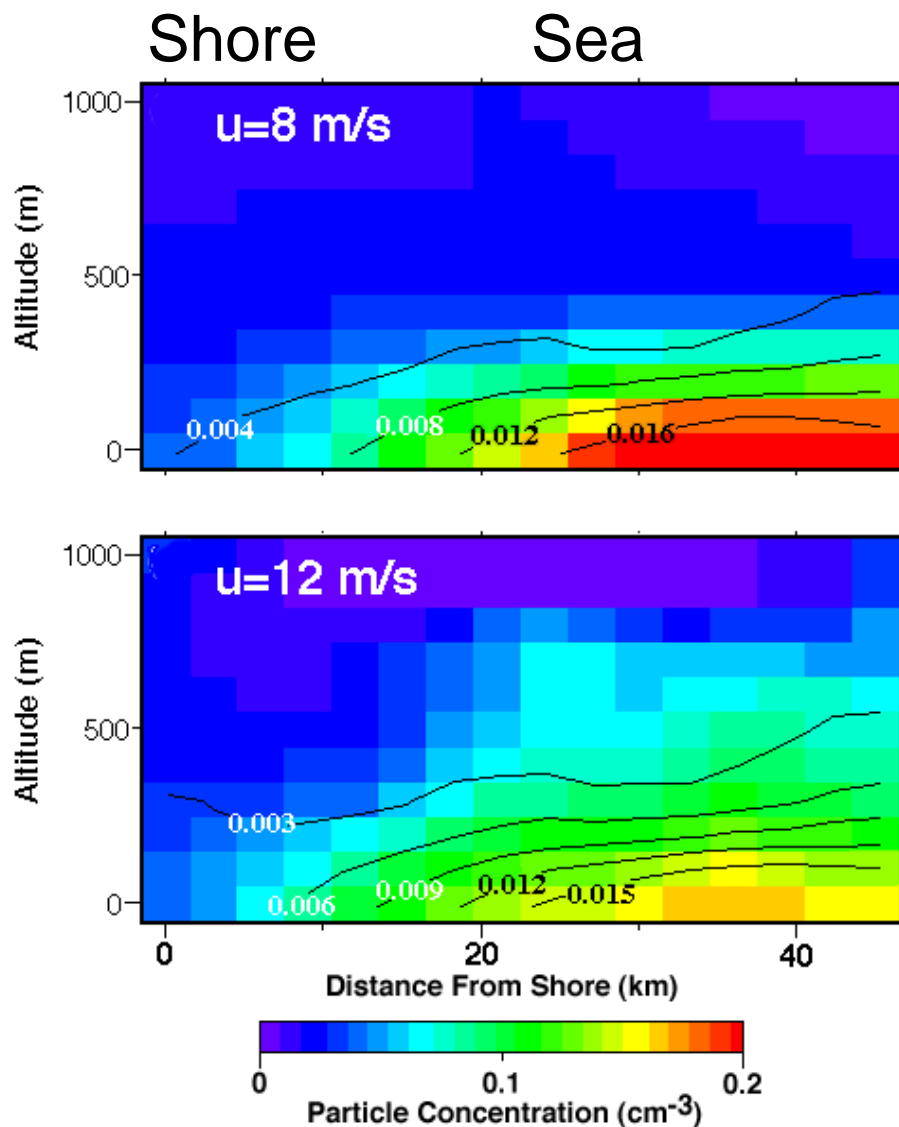 Shore Sea
1000
u=8 m/s
Altitude (m)
500
0.004 0.008 0.012 0.016
0
1000
u=12 m/s
Altitude (m)
500
0.003
0.006 0.009 0.012 0.015
0
0 20 40
Distance From Shore (km)
0 0.1 0.2
Particle Concentration (cm⁻³)